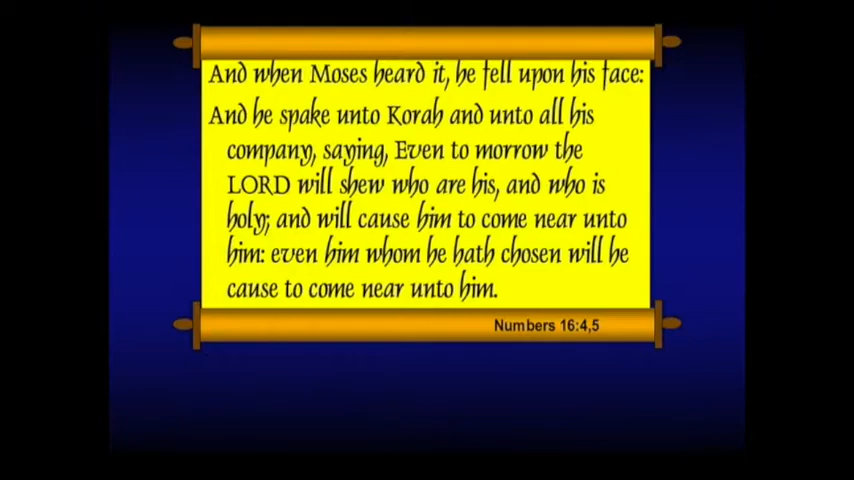 And when Moses heard it, he fell upon his face:
And he spake unto Korah and unto all his
company, saying, Even to morrow the
LORD will shew who are his, and who is
holy; and will cause him to come near unto
him: even him whom he hath chosen will he
cause to come near unto him.
Numbers 16:4,5